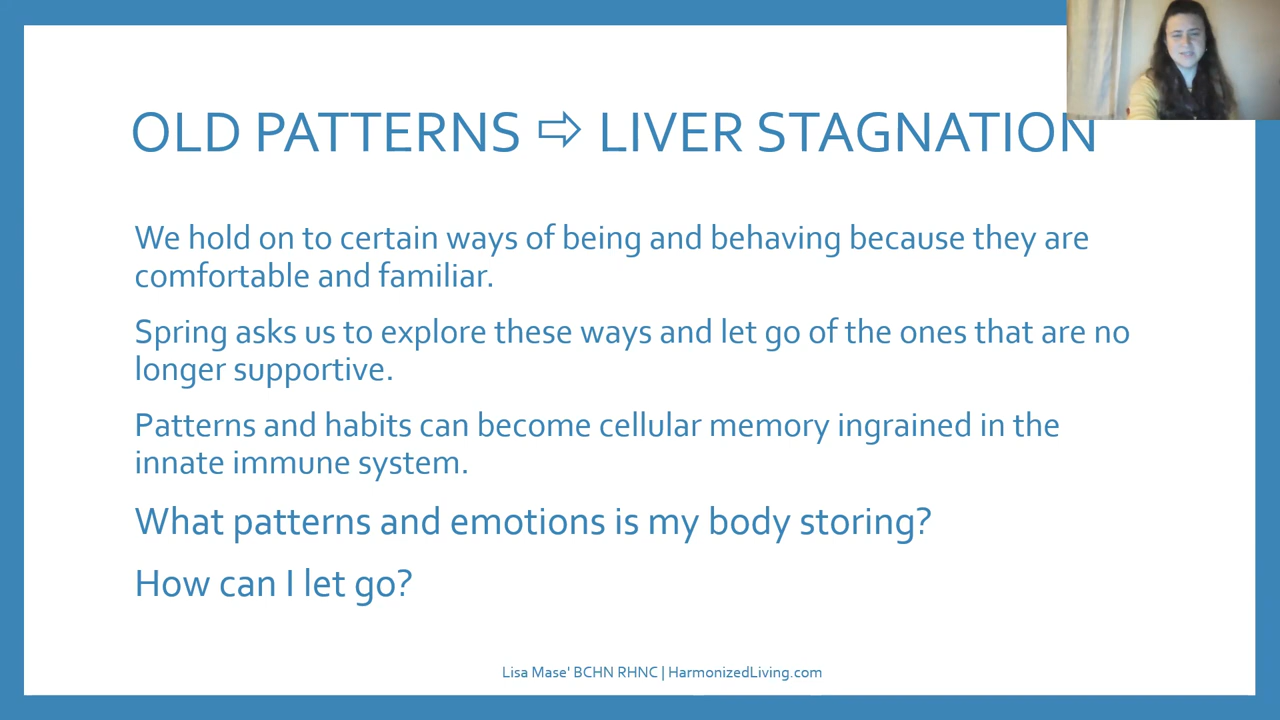 OLD PATTERNS ⇨ LIVER STAGNATION
We hold on to certain ways of being and behaving because they are
comfortable and familiar.
Spring asks us to explore these ways and let go of the ones that are no
longer supportive.
Patterns and habits can become cellular memory ingrained in the
innate immune system.
What patterns and emotions is my body storing?
How can I let go?
Lisa Mase' BCHN RHNC | HarmonizedLiving.com